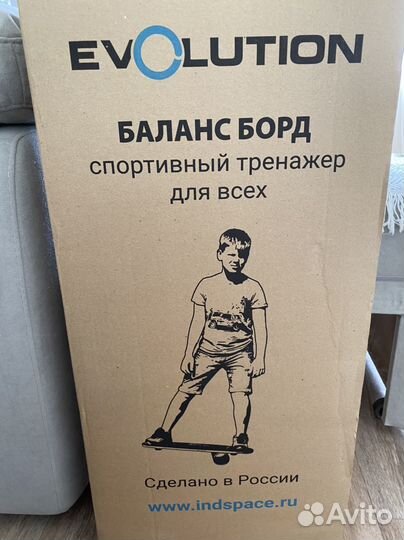 EVOLUTION
БАЛАНС БОРД
спортивный тренажер
для всех
Сделано в России
www.indspace.ru
Avito